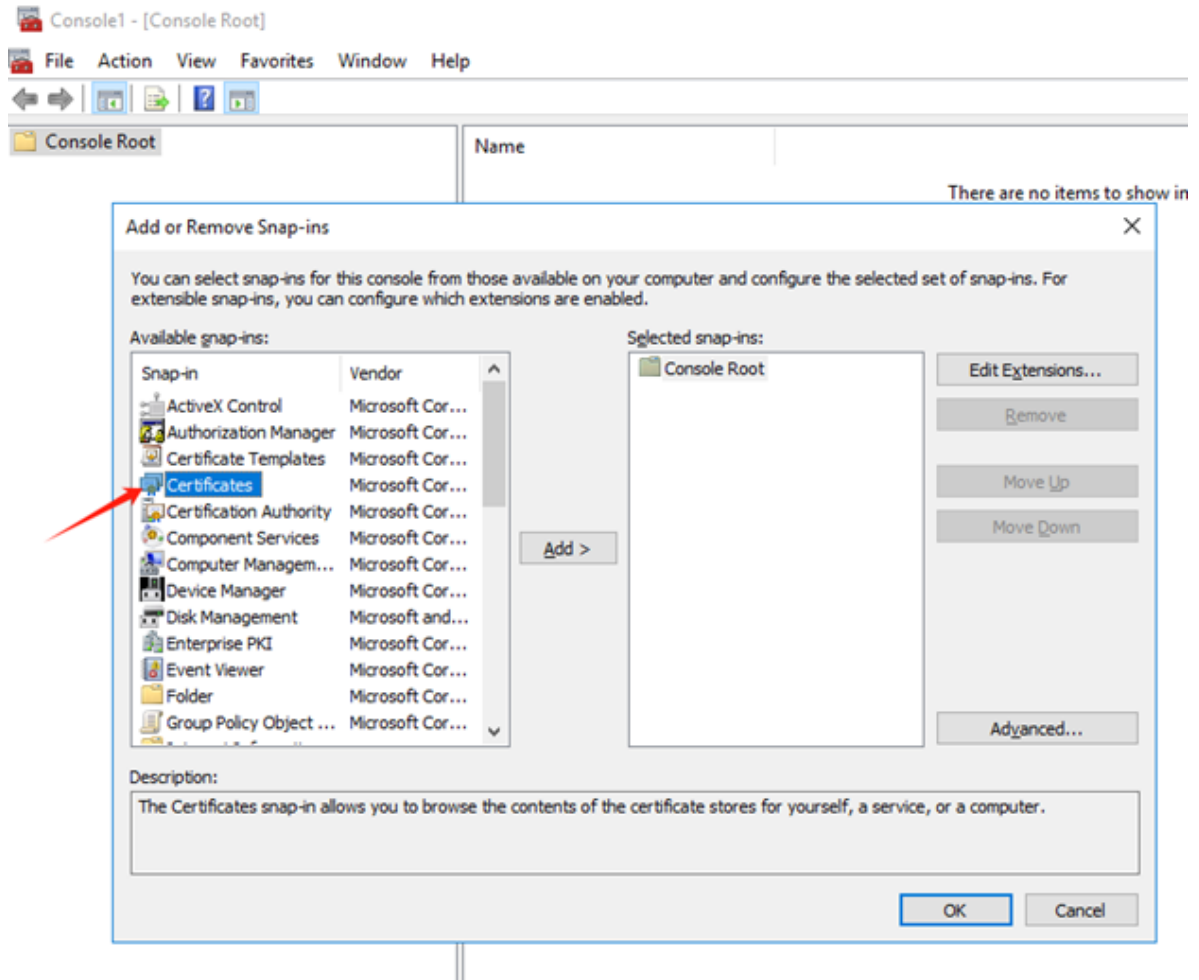 Console1 - [Console Root]
File Action View Favorites Window Help
Console Root
Name
There are no items to show in
Add or Remove Snap-ins
You can select snap-ins for this console from those available on your computer and configure the selected set of snap-ins. For
extensible snap-ins, you can configure which extensions are enabled.
Available snap-ins:
Selected snap-ins:
Snap-in Vendor
ActiveX Control Microsoft Cor...
Authorization Manager Microsoft Cor...
Certificate Templates Microsoft Cor...
Certificates Microsoft Cor...
Certification Authority Microsoft Cor...
Component Services Microsoft Cor...
Computer Managem... Microsoft Cor...
Device Manager Microsoft Cor...
Disk Management Microsoft and...
Enterprise PKI Microsoft Cor...
Event Viewer Microsoft Cor...
Folder Microsoft Cor...
Group Policy Object ... Microsoft Cor...
Add >
Console Root
Edit Extensions...
Remove
Move Up
Move Down
Advanced...
Description:
The Certificates snap-in allows you to browse the contents of the certificate stores for yourself, a service, or a computer.
OK Cancel